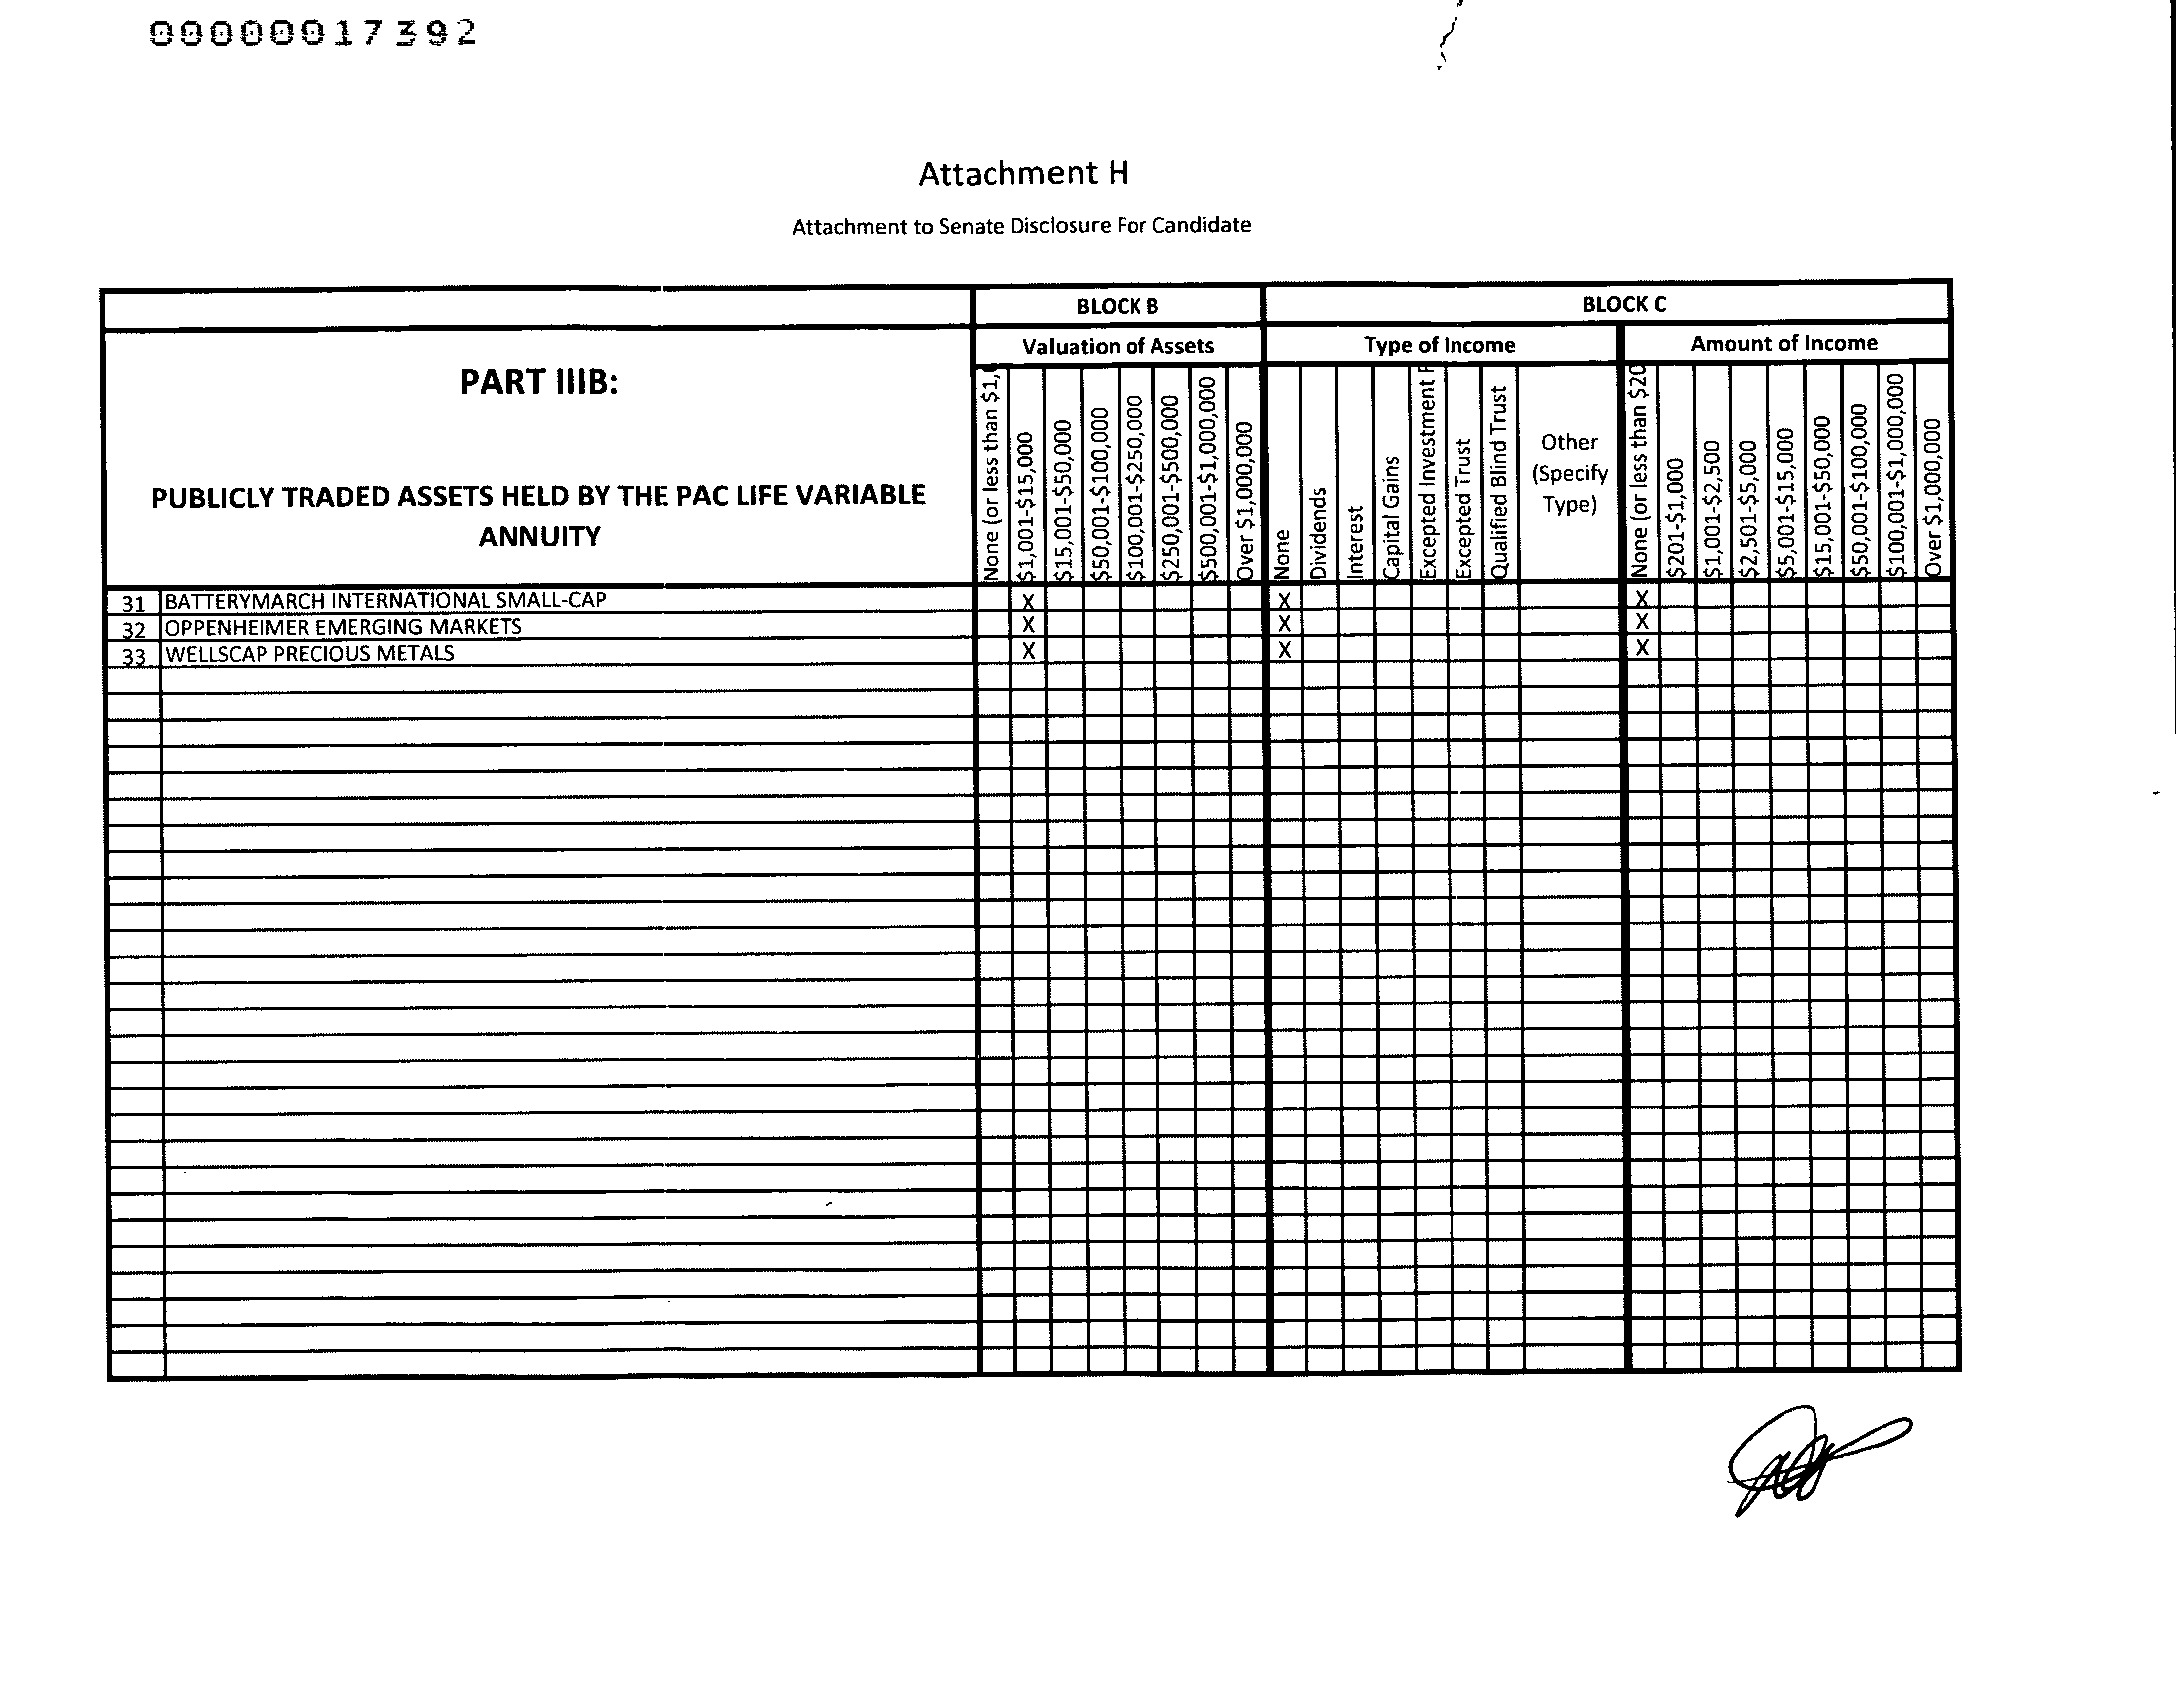 00000017392
Attachment H
Attachment to Senate Disclosure For Candidate
BLOCK B
BLOCK C
PART IIIB:
PUBLICLY TRADED ASSETS HELD BY THE PAC LIFE VARIABLE
ANNUITY
Valuation of Assets
Type of Income
Amount of Income
None (or less than $1,
$1,001-$15,000
$15,001-$50,000
$50,001-$100,000
$100,001-$250,000
$250,001-$500,000
$500,001-$1,000,000
Over $1,000,000
None
Dividends
Interest
Capital Gains
Excepted Investment F
Excepted Trust
Qualified Blind Trust
Other
(Specify
Type)
None (or less than $20
$201-$1,000
$1,001-$2,500
$2,501-$5,000
$5,001-$15,000
$15,001-$50,000
$50,001-$100,000
$100,001-$1,000,000
Over $1,000,000
31 BATTERYMARCH INTERNATIONAL SMALL-CAP X X X
32 OPPENHEIMER EMERGING MARKETS X X X
33 WELLSCAP PRECIOUS METALS X X X